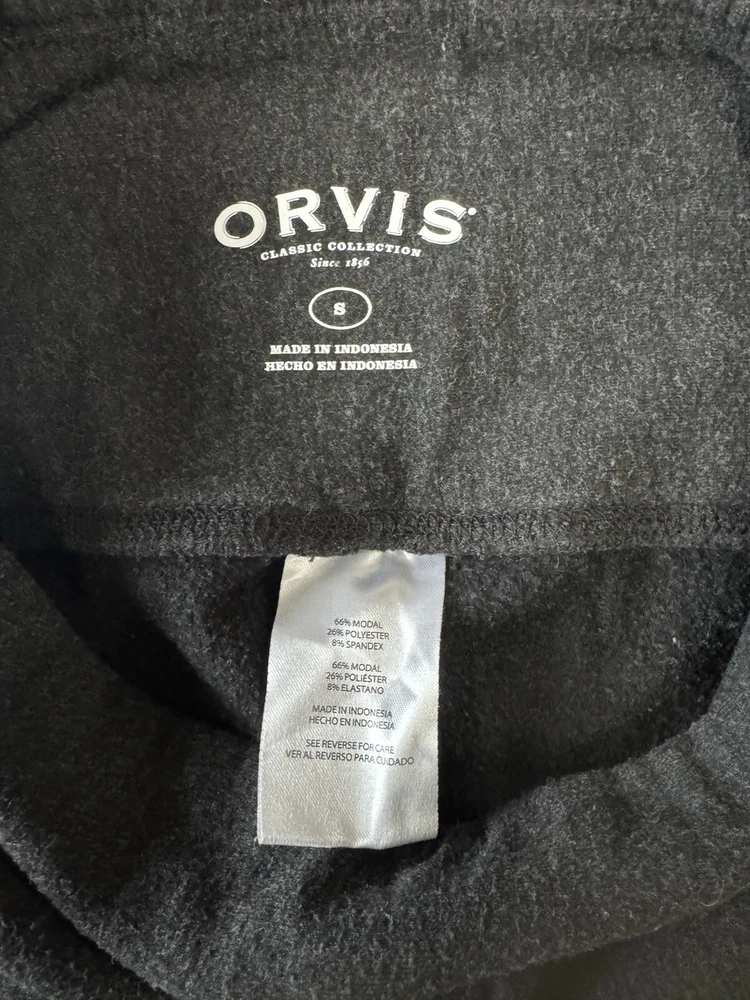 ORVIS®
CLASSIC COLLECTION
Since 1856
S
MADE IN INDONESIA
HECHO EN INDONESIA
66% MODAL
26% POLYESTER
8% SPANDEX
66% MODAL
26% POLIÉSTER
8% ELASTANO
MADE IN INDONESIA
HECHO EN INDONESIA
SEE REVERSE FOR CARE
VER AL REVERSO PARA CUIDADO